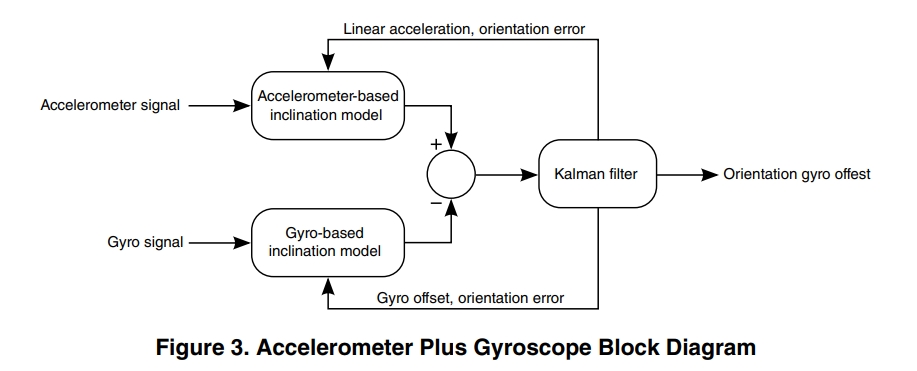 Linear acceleration, orientation error
Accelerometer signal
Accelerometer-based
inclination model
+
Kalman filter
Orientation gyro offest
−
Gyro signal
Gyro-based
inclination model
Gyro offset, orientation error
Figure 3. Accelerometer Plus Gyroscope Block Diagram